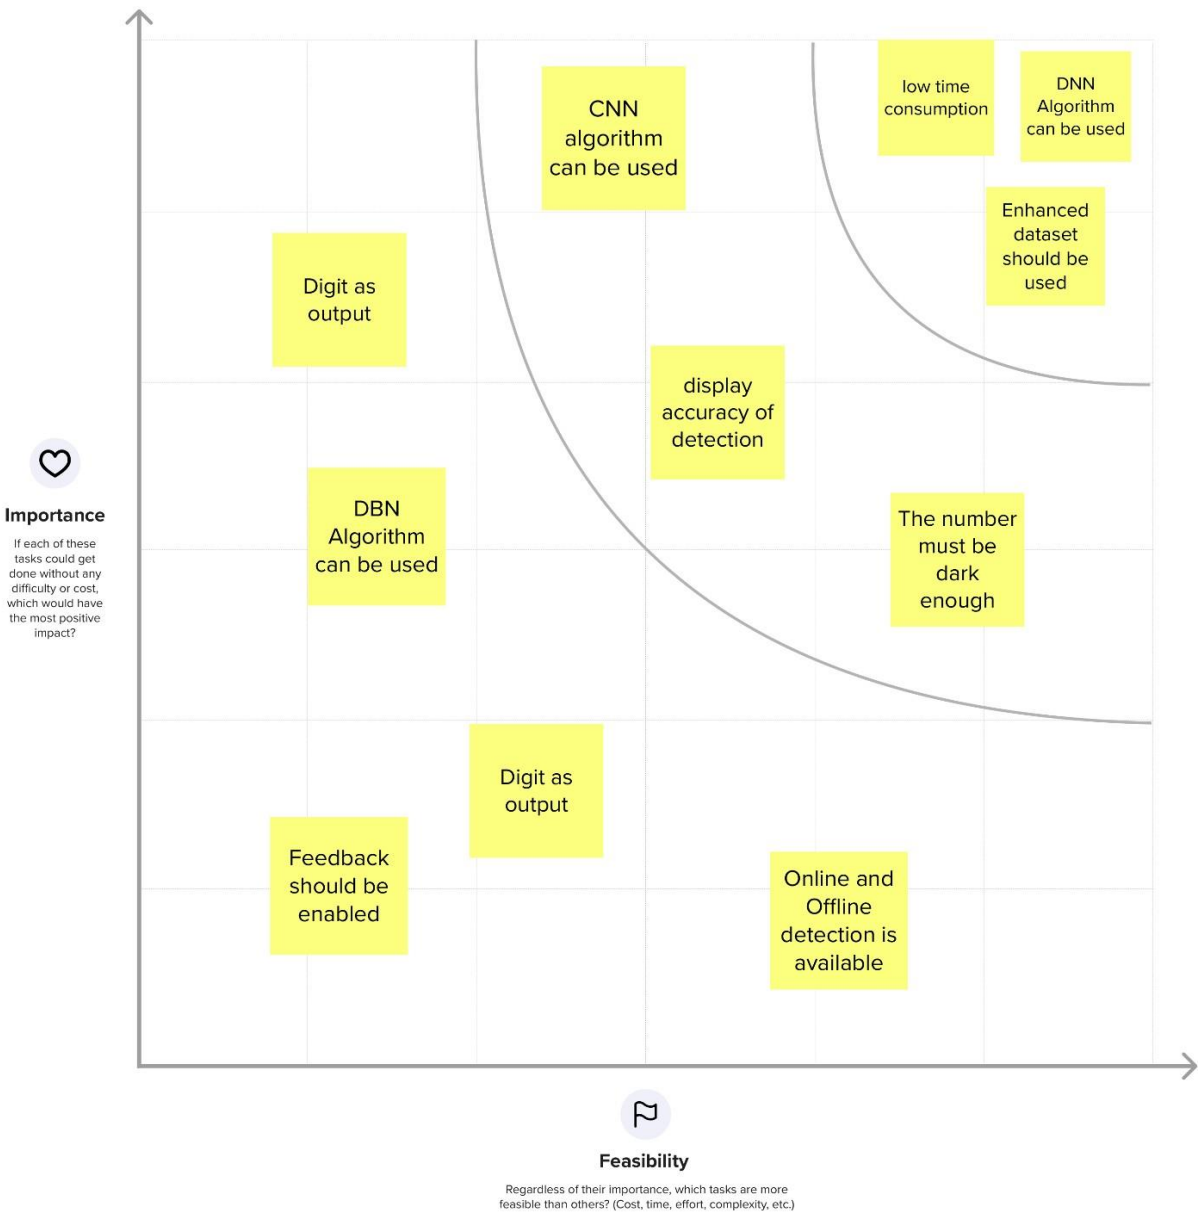 low time
consumption
DNN
Algorithm
can be used
CNN
algorithm
can be used
Enhanced
dataset
should be
used
Digit as
output
display
accuracy of
detection
DBN
Algorithm
can be used
The number
must be
dark
enough
Importance
If each of these
tasks could get
done without any
difficulty or cost,
which would have
the most positive
impact?
Digit as
output
Feedback
should be
enabled
Online and
Offline
detection is
available
Feasibility
Regardless of their importance, which tasks are more
feasible than others? (Cost, time, effort, complexity, etc.)